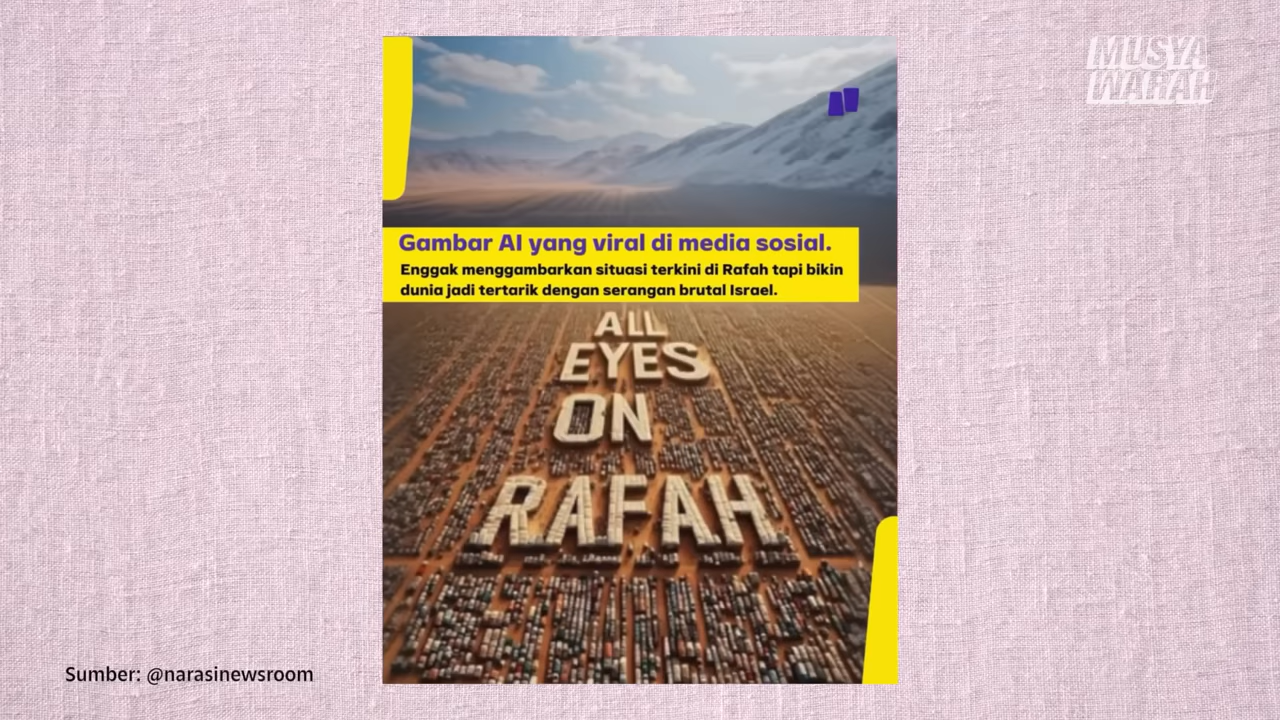 MUSYA
WARAH
Gambar AI yang viral di media sosial.
Enggak menggambarkan situasi terkini di Rafah tapi bikin
dunia jadi tertarik dengan serangan brutal Israel.
ALL
EYES
ON
RAFAH
Sumber: @narasinewsroom